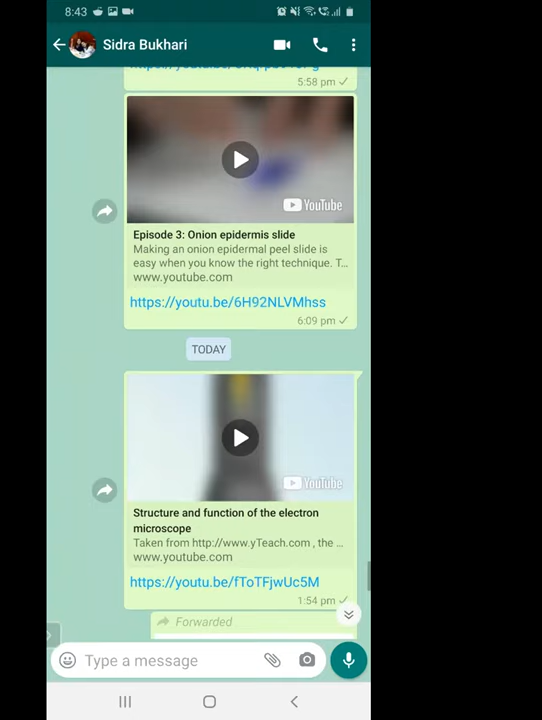 8:43
Sidra Bukhari
5:58 pm
YouTube
Episode 3: Onion epidermis slide
Making an onion epidermal peel slide is
easy when you know the right technique. T...
www.youtube.com
https://youtu.be/6H92NLVMhss
6:09 pm
TODAY
YouTube
Structure and function of the electron
microscope
Taken from http://www.yTeach.com , the ...
www.youtube.com
https://youtu.be/fToTFjwUc5M
1:54 pm
Forwarded
Type a message